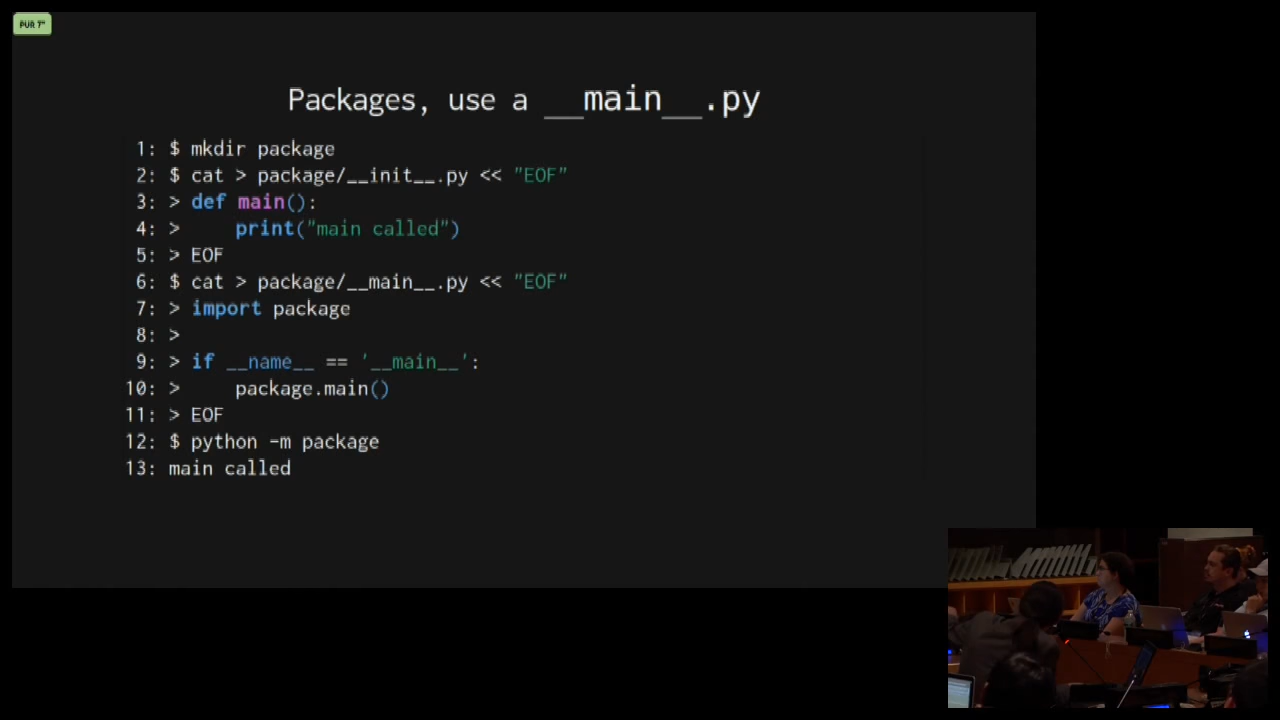 Packages, use a __main__.py
1: $ mkdir package
2: $ cat > package/__init__.py << "EOF"
3: > def main():
4: >     print("main called")
5: > EOF
6: $ cat > package/__main__.py << "EOF"
7: > import package
8: >
9: > if __name__ == '__main__':
10: >     package.main()
11: > EOF
12: $ python -m package
13: main called